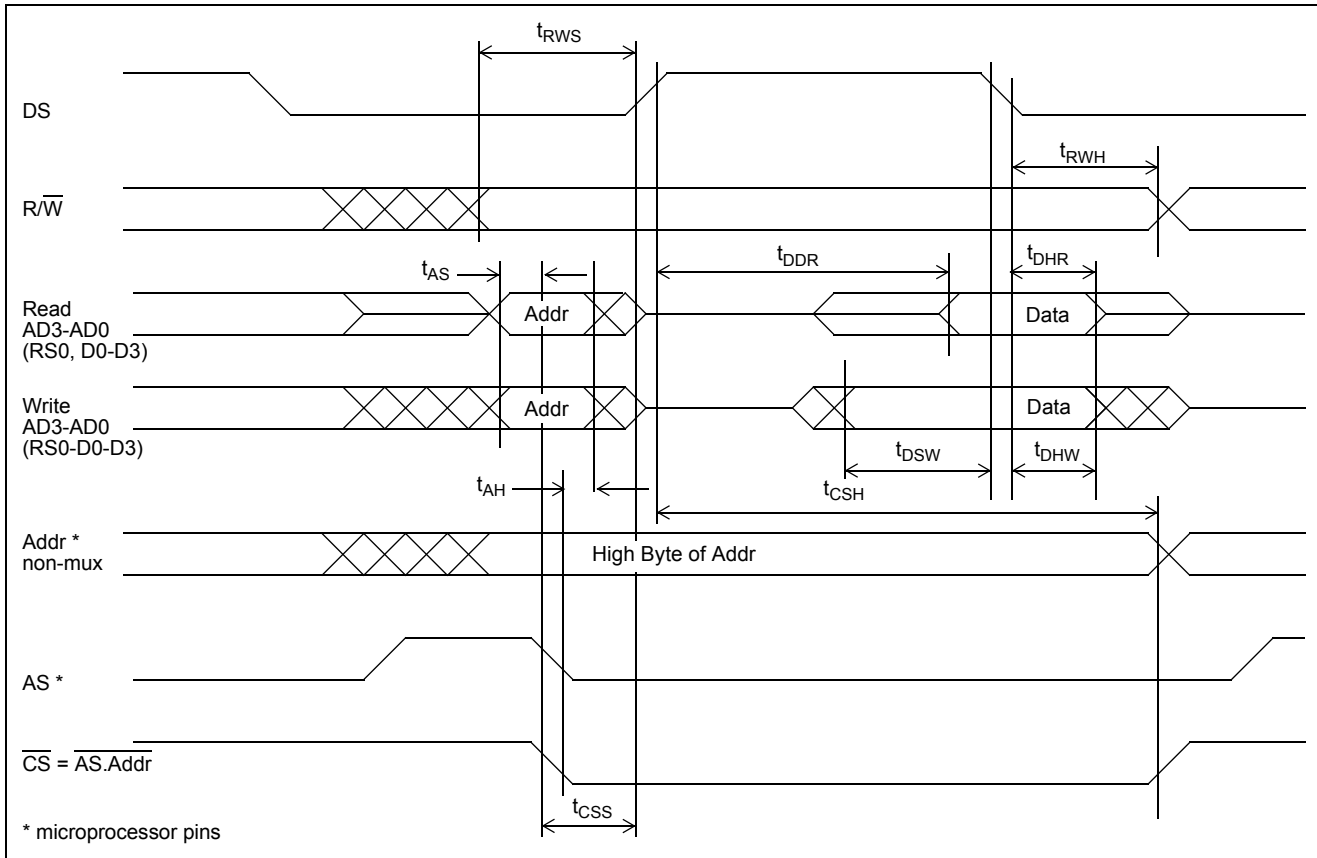 tRWS
DS
tRWH
R/W
tDDR
tDHR
tAS
Read
AD3-AD0
(RS0, D0-D3)
Addr
Data
Write
AD3-AD0
(RS0-D0-D3)
Addr
Data
tDSW
tDHW
tAH
tCSH
Addr *
non-mux
High Byte of Addr
AS *
CS = AS.Addr
tCSS
* microprocessor pins